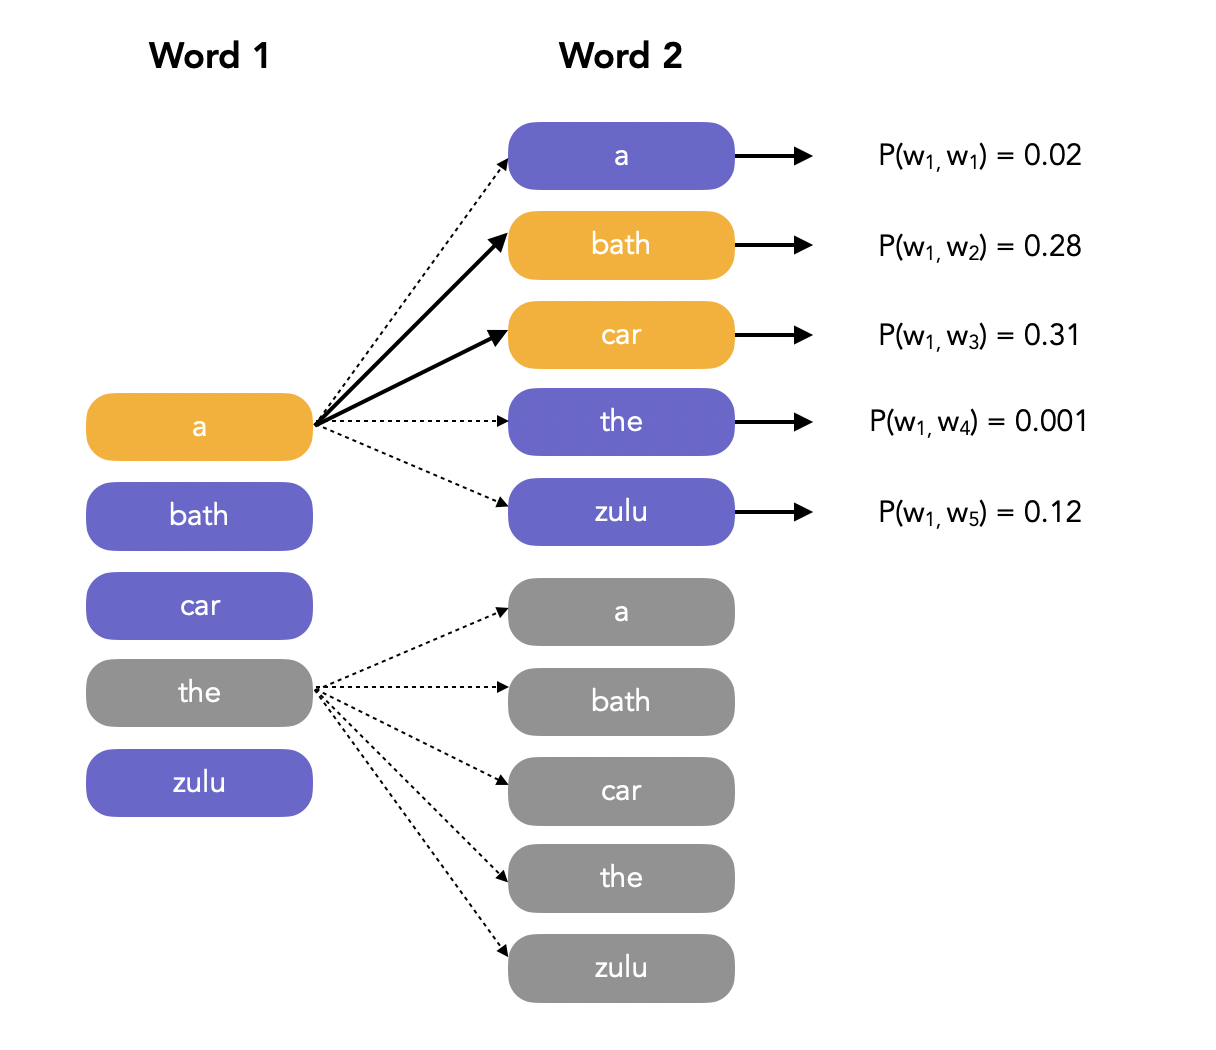 Word 1
Word 2
a
bath
car
the
zulu
a
bath
car
the
zulu
P(w₁, w₁) = 0.02
P(w₁, w₂) = 0.28
P(w₁, w₃) = 0.31
P(w₁, w₄) = 0.001
P(w₁, w₅) = 0.12
a
bath
car
the
zulu